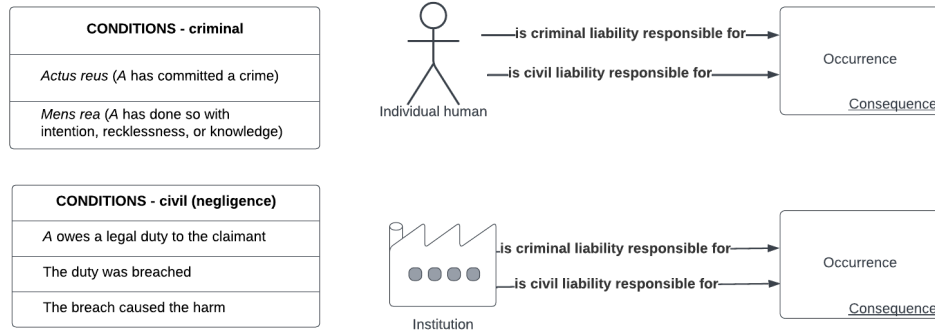 CONDITIONS - criminal
Actus reus (A has committed a crime)
Mens rea (A has done so with
intention, recklessness, or knowledge)
is criminal liability responsible for
is civil liability responsible for
Individual human
Occurrence
Consequence
CONDITIONS - civil (negligence)
A owes a legal duty to the claimant
The duty was breached
The breach caused the harm
is criminal liability responsible for
is civil liability responsible for
Institution
Occurrence
Consequence